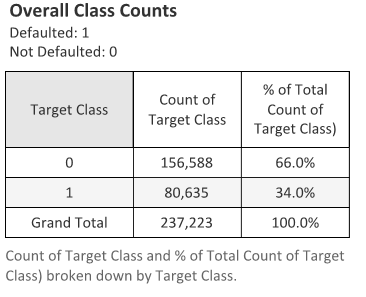 Overall Class Counts
Defaulted: 1
Not Defaulted: 0
Target Class
Count of
Target Class
% of Total
Count of
Target Class)
0
156,588
66.0%
1
80,635
34.0%
Grand Total
237,223
100.0%
Count of Target Class and % of Total Count of Target
Class) broken down by Target Class.